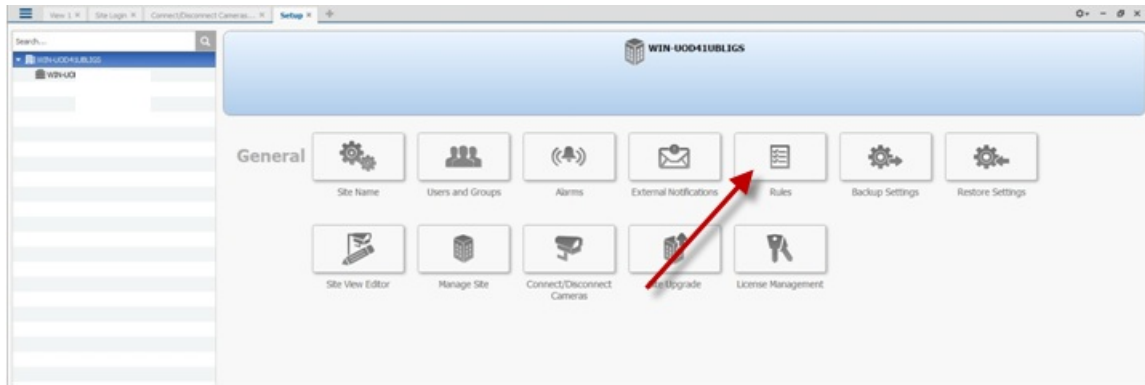 View 1 Site Login Connect/Disconnect Cameras... Setup
Search...
WIN-UOD41UBLIGS
WIN-UOD41UBLIGS
WIN-UO
General
Site Name Users and Groups Alarms External Notifications Rules Backup Settings Restore Settings
Site View Editor Manage Site Connect/Disconnect Cameras Upgrade License Management